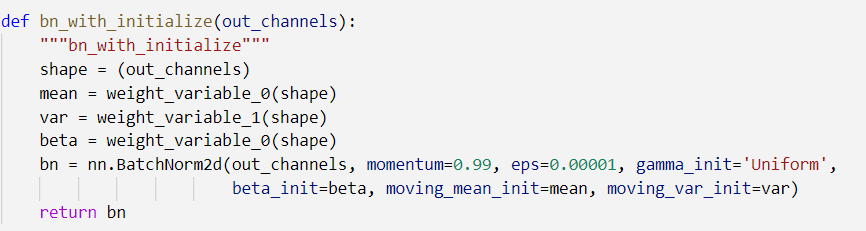 def bn_with_initialize(out_channels):
    """bn_with_initialize"""
    shape = (out_channels)
    mean = weight_variable_0(shape)
    var = weight_variable_1(shape)
    beta = weight_variable_0(shape)
    bn = nn.BatchNorm2d(out_channels, momentum=0.99, eps=0.00001, gamma_init='Uniform',
                        beta_init=beta, moving_mean_init=mean, moving_var_init=var)
    return bn